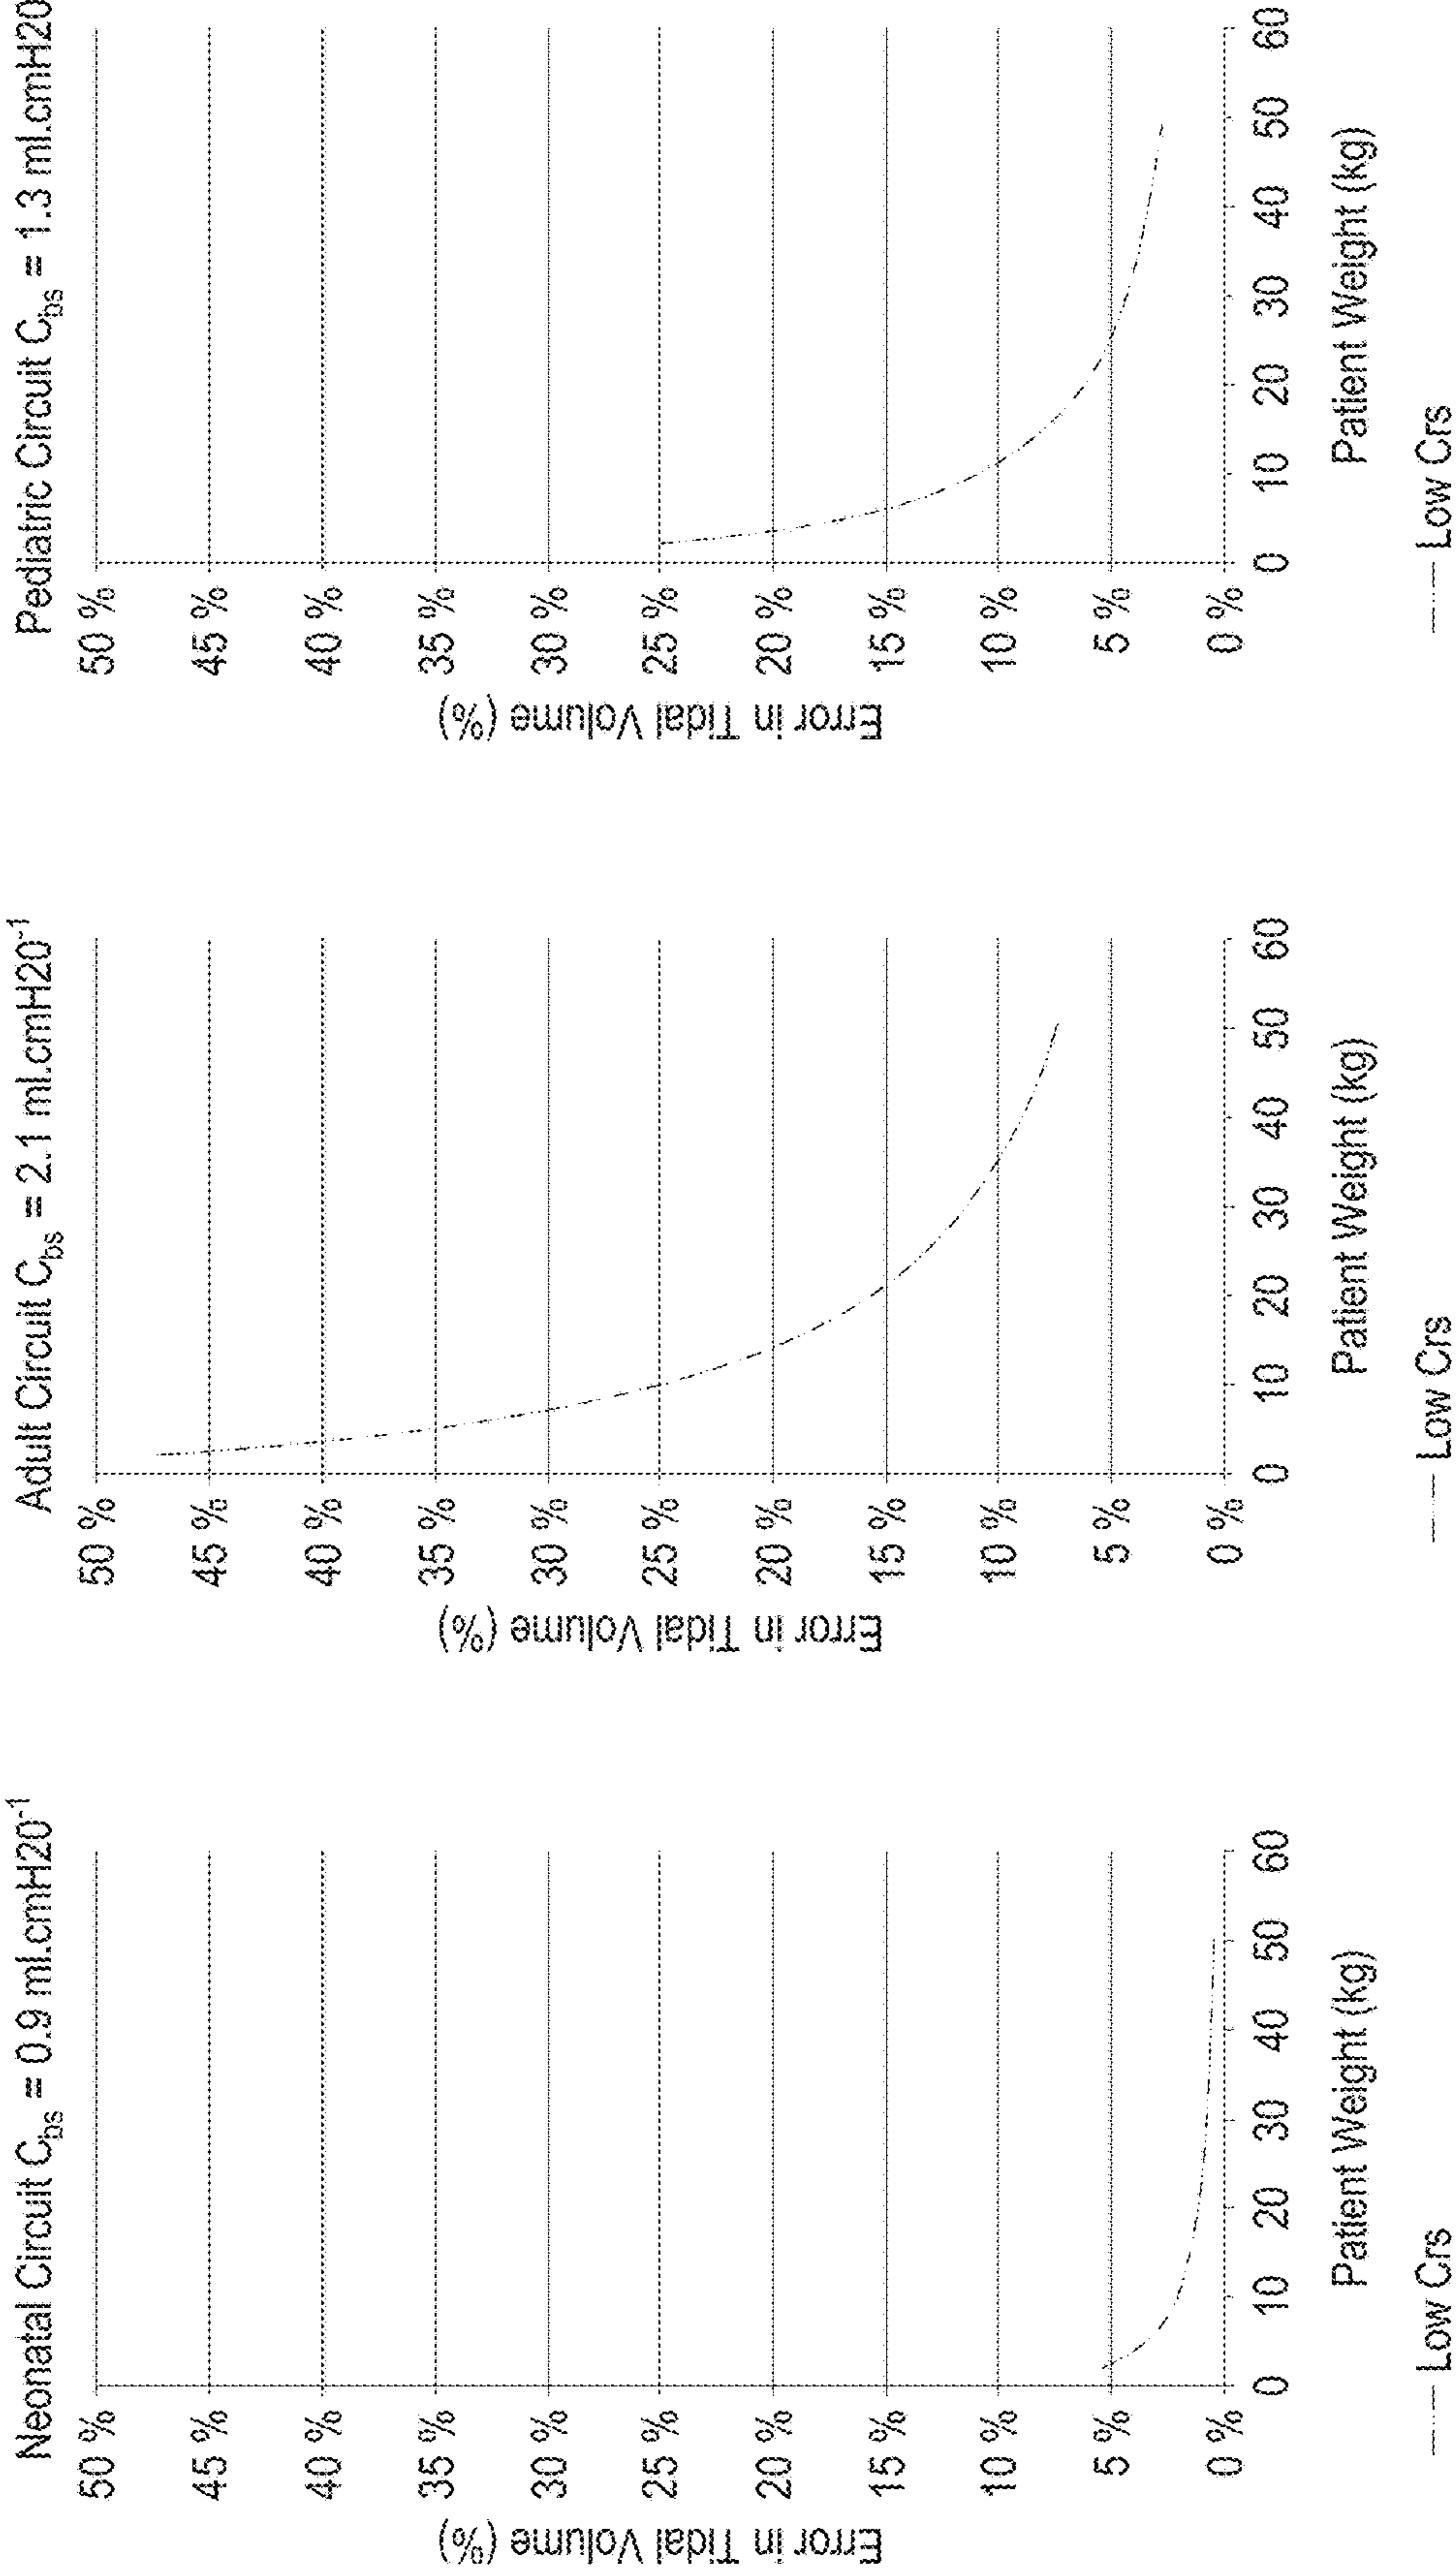 Neonatal Circuit Cbs = 0.9 ml.cmH20-1
50 %
45 %
40 %
35 %
30 %
25 %
20 %
15 %
10 %
5 %
0 %
Error in Tidal Volume (%)
0 10 20 30 40 50 60
Patient Weight (kg)
Low Crs
Adult Circuit Cbs = 2.1 ml.cmH20-1
50 %
45 %
40 %
35 %
30 %
25 %
20 %
15 %
10 %
5 %
0 %
Error in Tidal Volume (%)
0 10 20 30 40 50 60
Patient Weight (kg)
Low Crs
Pediatric Circuit Cbs = 1.3 ml.cmH20
50 %
45 %
40 %
35 %
30 %
25 %
20 %
15 %
10 %
5 %
0 %
Error in Tidal Volume (%)
0 10 20 30 40 50 60
Patient Weight (kg)
Low Crs